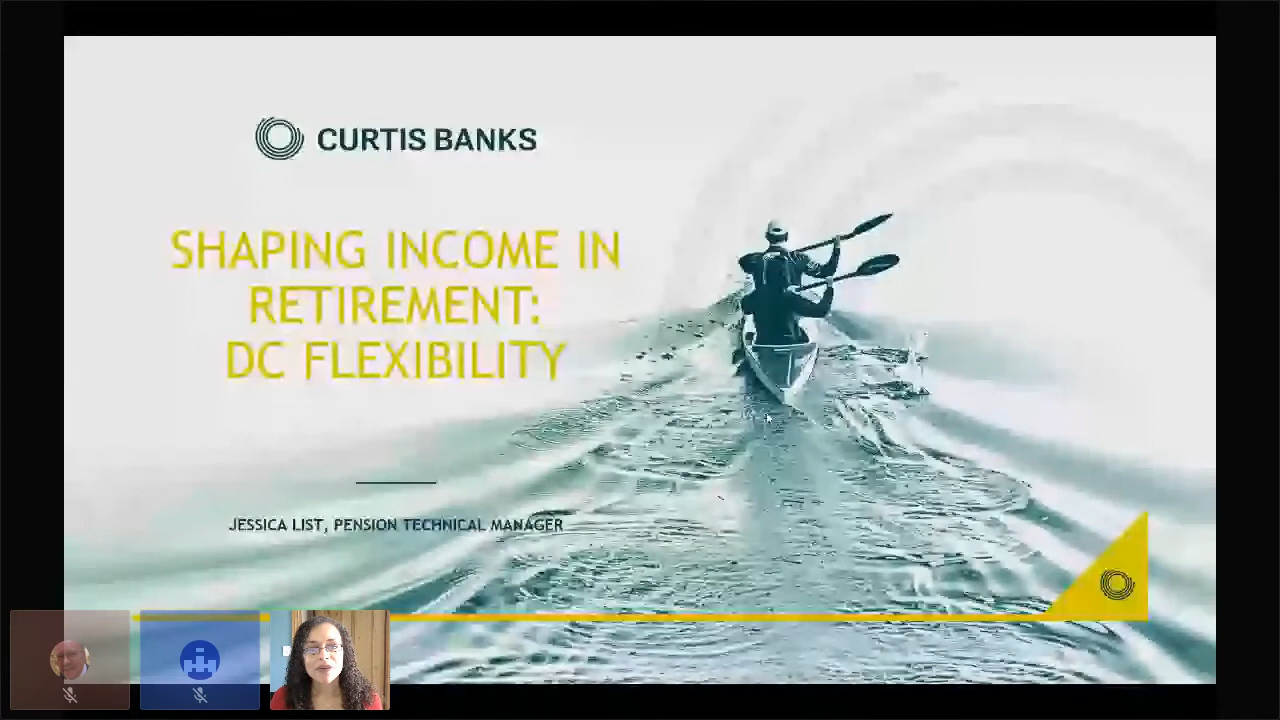 CURTIS BANKS
SHAPING INCOME IN
RETIREMENT:
DC FLEXIBILITY
JESSICA LIST, PENSION TECHNICAL MANAGER